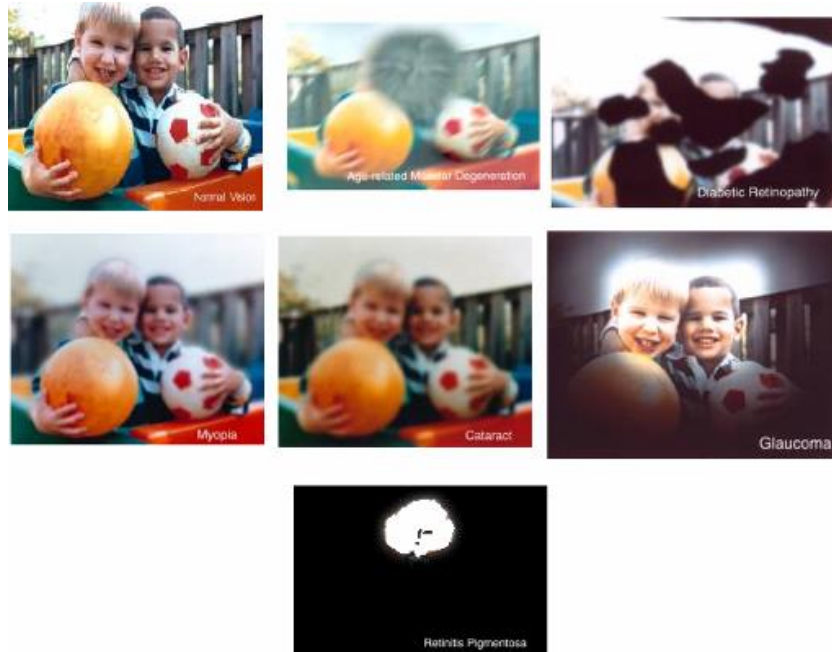 Normal Vision
Age-related Macular Degeneration
Diabetic Retinopathy
Myopia
Cataract
Glaucoma
Retinitis Pigmentosa